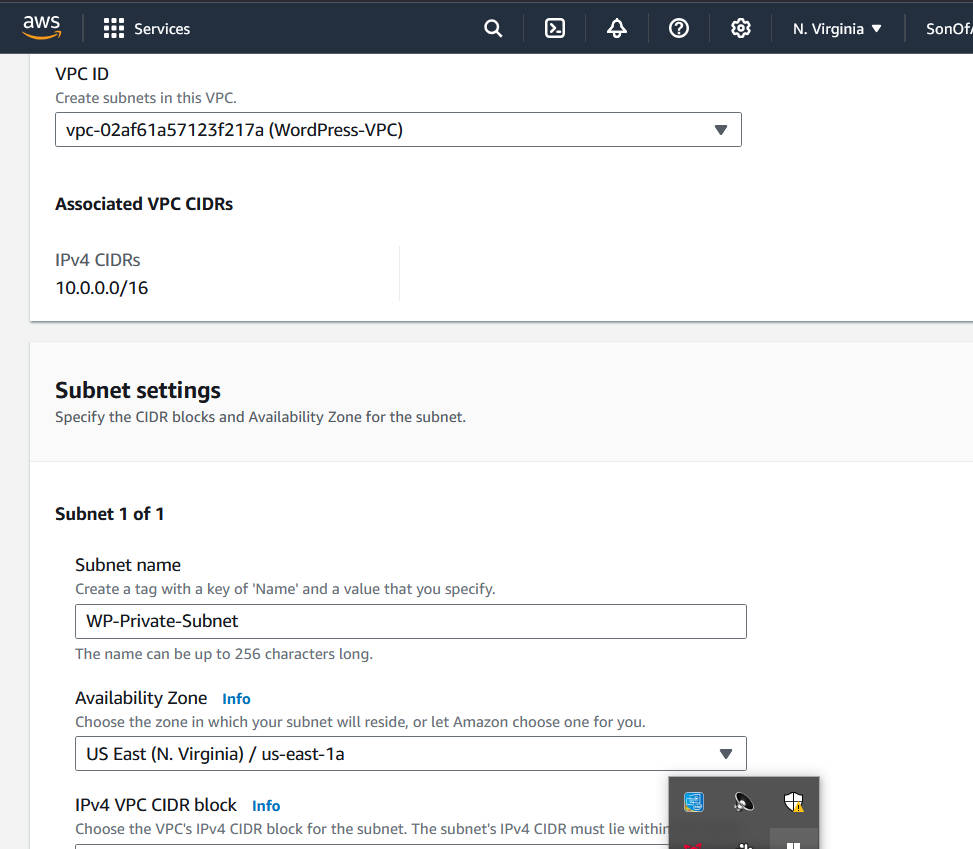 aws
Services
N. Virginia
VPC ID
Create subnets in this VPC.
vpc-02af61a57123f217a (WordPress-VPC)
Associated VPC CIDRs
IPv4 CIDRs
10.0.0.0/16
Subnet settings
Specify the CIDR blocks and Availability Zone for the subnet.
Subnet 1 of 1
Subnet name
Create a tag with a key of 'Name' and a value that you specify.
WP-Private-Subnet
The name can be up to 256 characters long.
Availability Zone Info
Choose the zone in which your subnet will reside, or let Amazon choose one for you.
US East (N. Virginia) / us-east-1a
IPv4 VPC CIDR block Info
Choose the VPC's IPv4 CIDR block for the subnet. The subnet's IPv4 CIDR must lie within